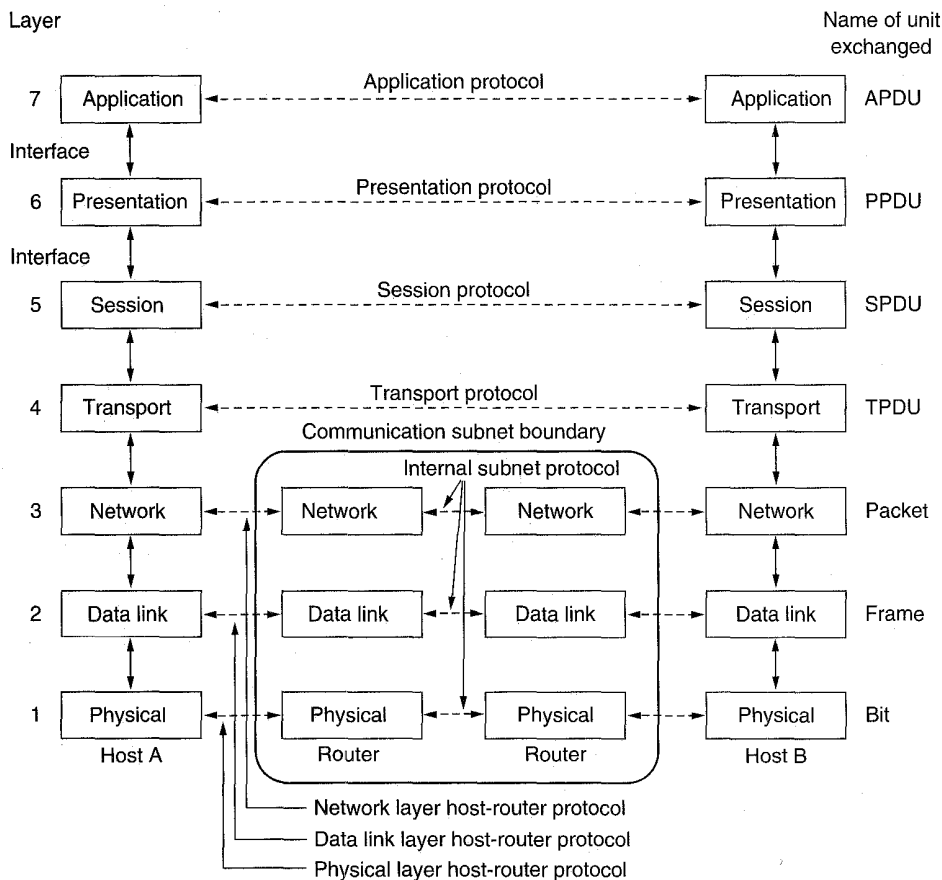 Layer
Name of unit
exchanged
Application protocol
7 Application Application APDU
Interface
Presentation protocol
6 Presentation Presentation PPDU
Interface
Session protocol
5 Session Session SPDU
Transport protocol
4 Transport Transport TPDU
Communication subnet boundary
Internal subnet protocol
3 Network Network Network Network Packet
2 Data link Data link Data link Data link Frame
1 Physical Physical Physical Physical Bit
Host A Router Router Host B
Network layer host-router protocol
Data link layer host-router protocol
Physical layer host-router protocol